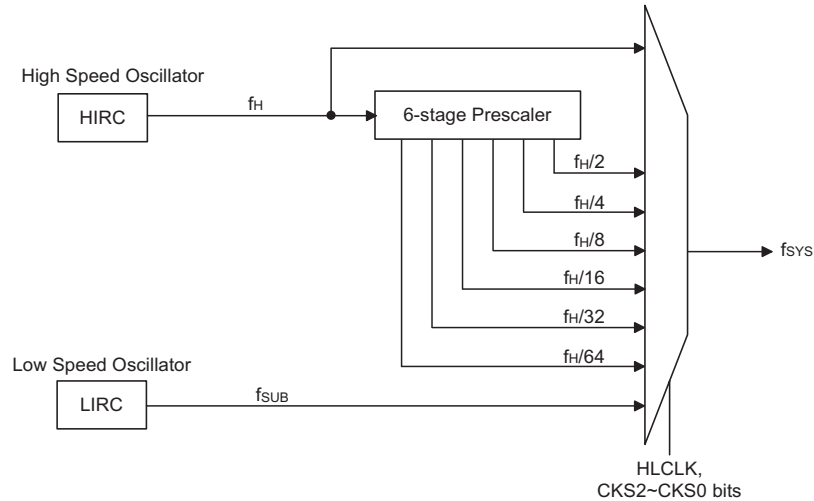 High Speed Oscillator
HIRC
fH
6-stage Prescaler
fH/2
fH/4
fH/8
fH/16
fH/32
fH/64
fSYS
Low Speed Oscillator
LIRC
fSUB
HLCLK,
CKS2~CKS0 bits